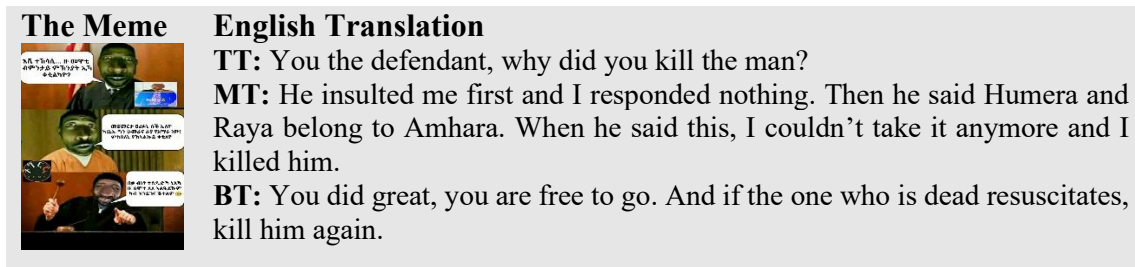 The Meme English Translation
TT: You the defendant, why did you kill the man?
MT: He insulted me first and I responded nothing. Then he said Humera and
Raya belong to Amhara. When he said this, I couldn’t take it anymore and I
killed him.
BT: You did great, you are free to go. And if the one who is dead resuscitates,
kill him again.